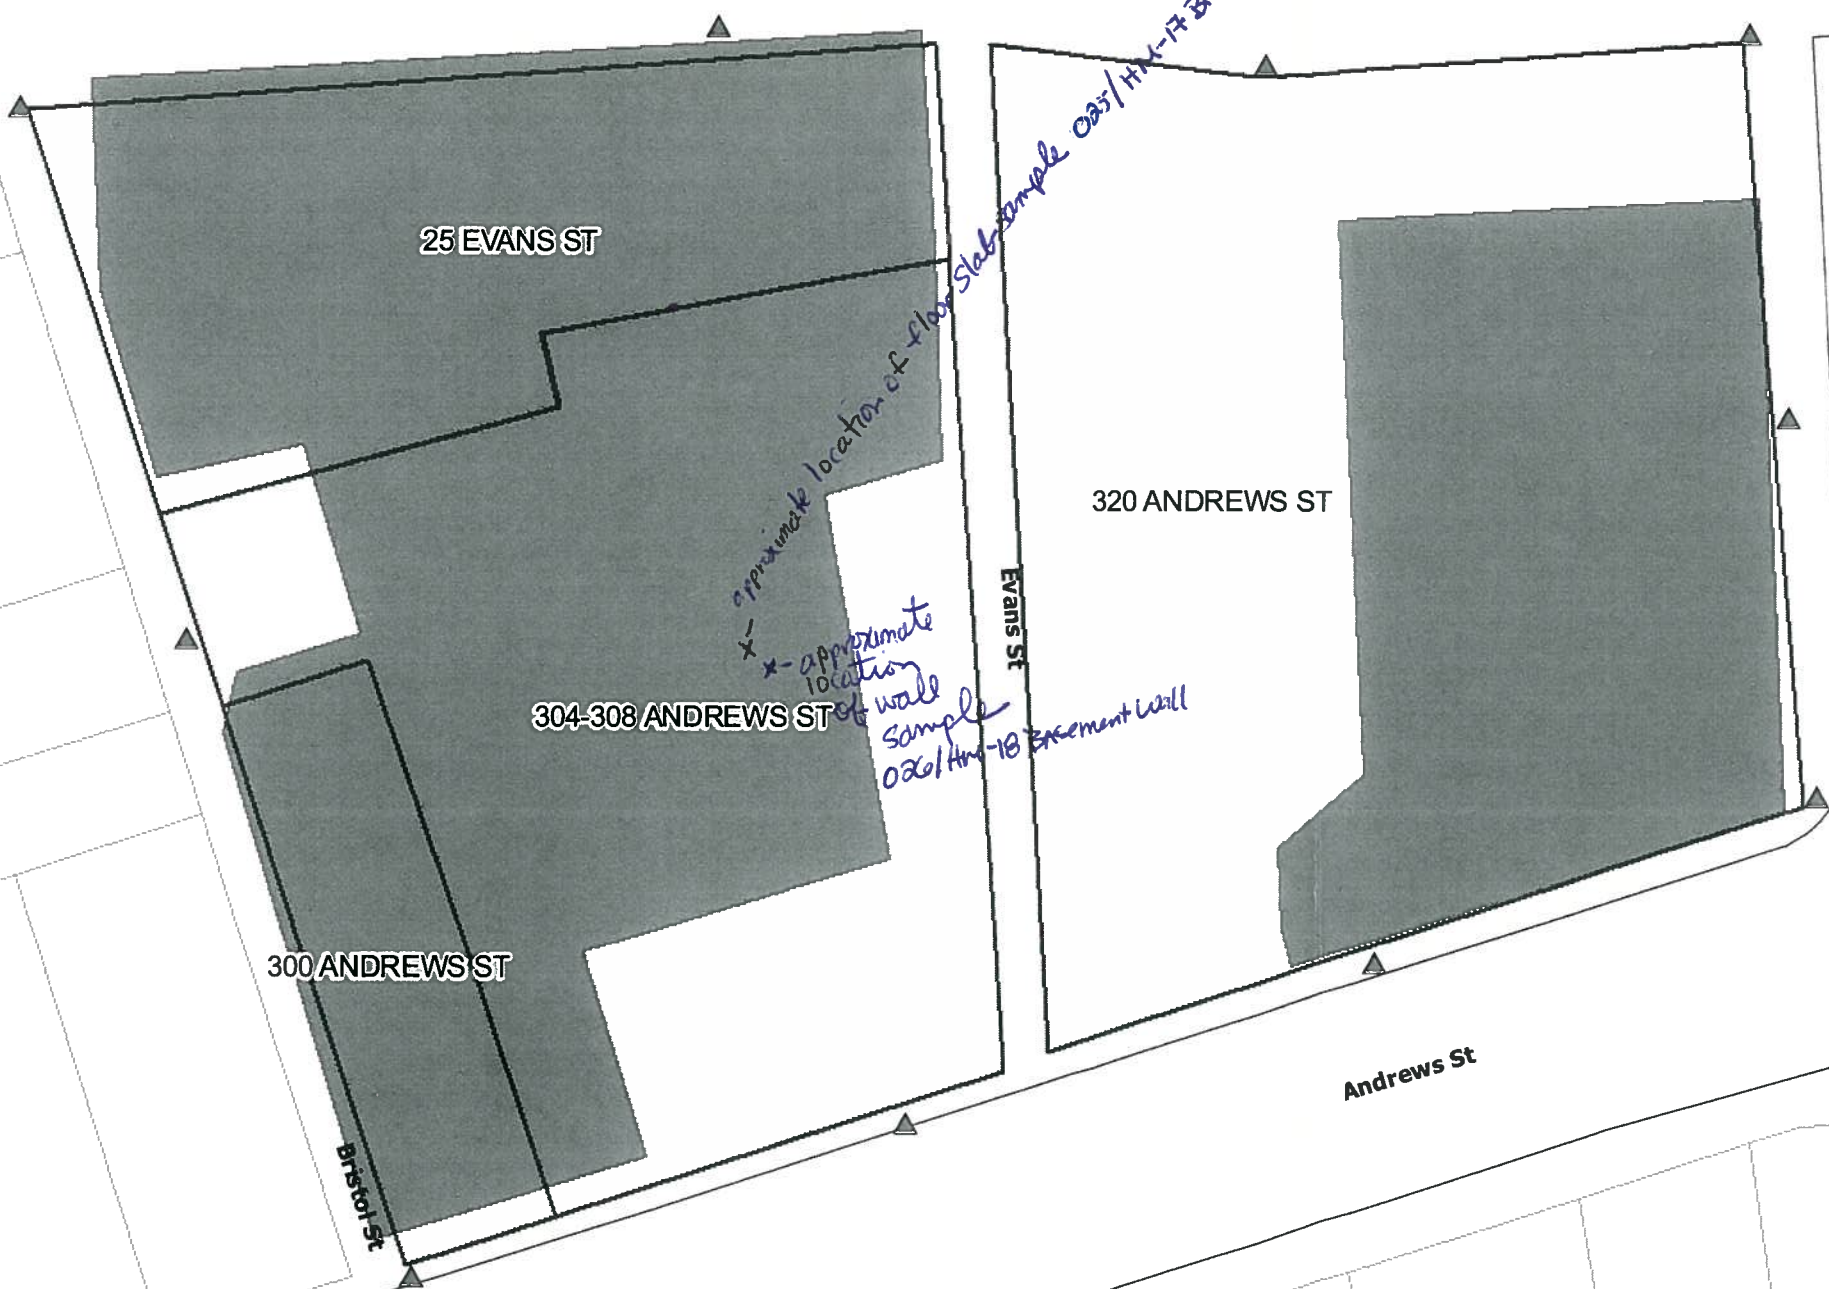 approximate location of floor slab sample 025/HM-17 B
25 EVANS ST
320 ANDREWS ST
Evans St
x-
x- approximate
location
of wall
sample
026/HM-18 Basement Wall
304-308 ANDREWS ST
300 ANDREWS ST
Andrews St
Bristol St